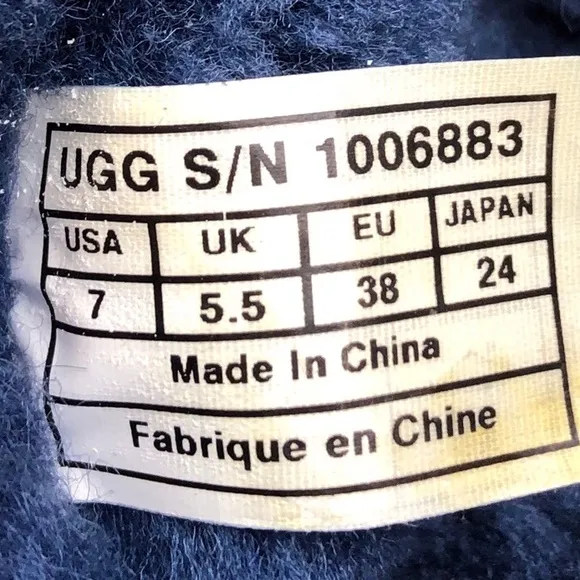 UGG S/N 1006883
USA UK EU JAPAN
7 5.5 38 24
Made In China
Fabrique en Chine